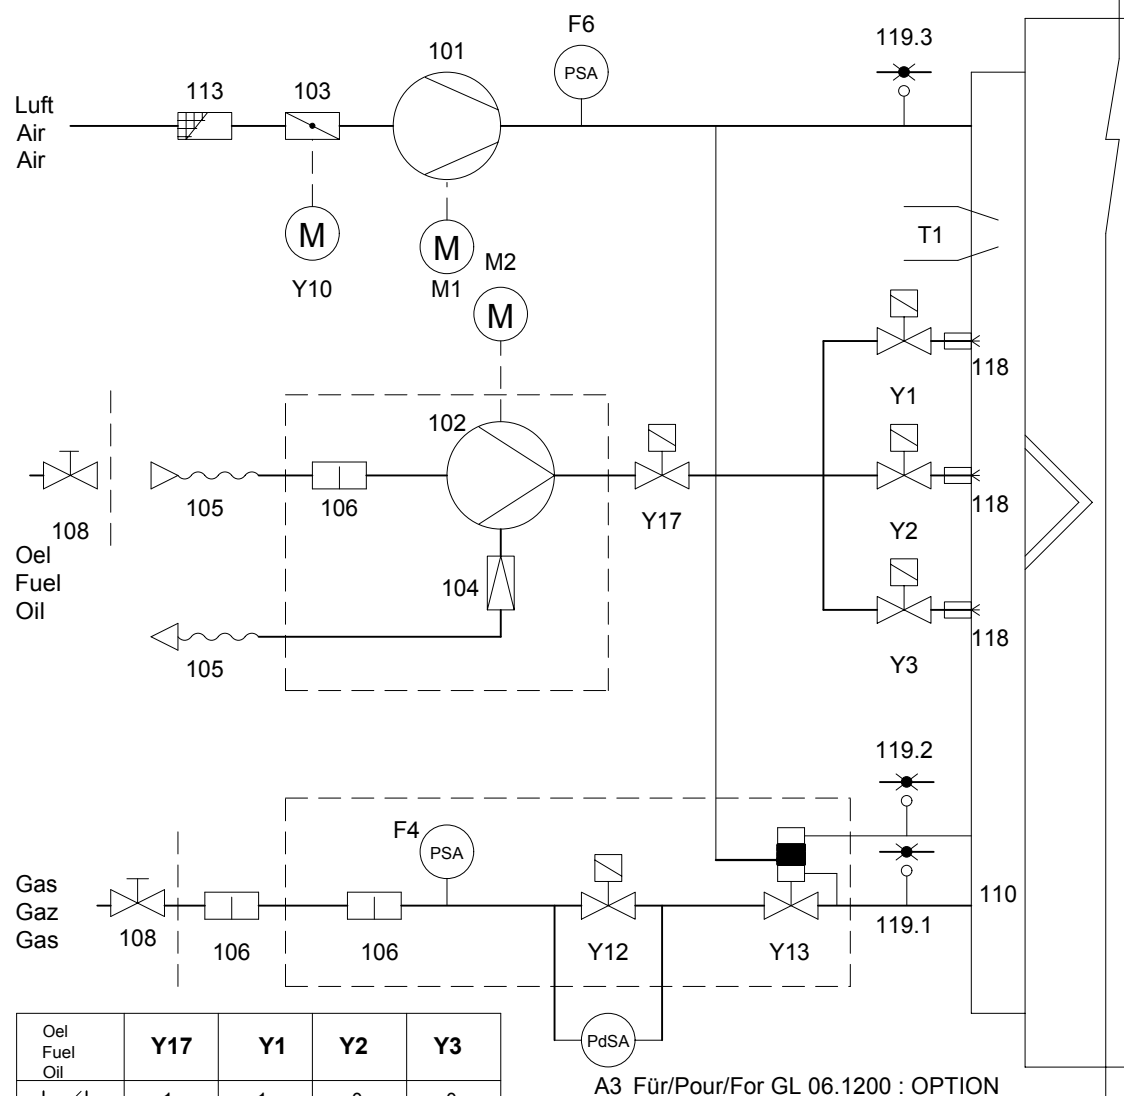 F6
119.3
101
PSA
113
103
Luft
Air
Air
M
M
Y10
M1
M2
M
T1
118
Y1
102
118
106
105
Y17
Y2
108
Oel
Fuel
Oil
104
118
105
Y3
119.2
F4
PSA
Gas
Gaz
Gas
110
108
106
106
Y12
Y13
119.1
PdSA
Oel
Fuel
Oil
Y17
Y1
Y2
Y3
A3 Für/Pour/For GL 06.1200 : OPTION